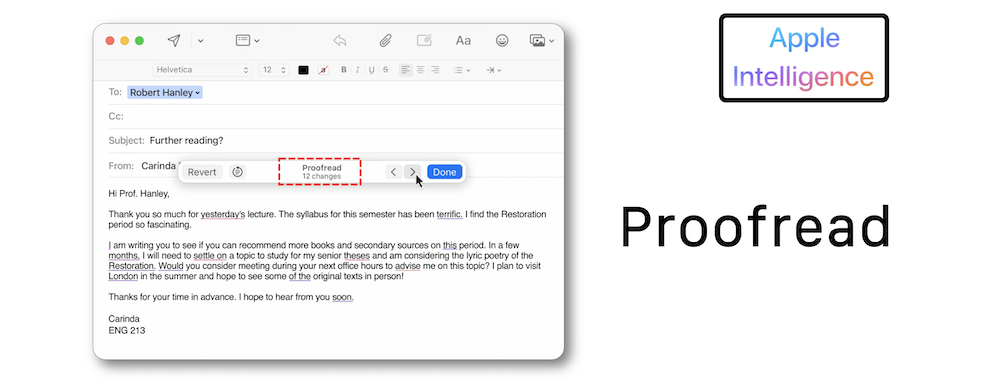 Apple
Intelligence
Aa
Helvetica
12
B I U S
To: Robert Hanley
Cc:
Subject: Further reading?
From: Carinda
Revert
Proofread
12 changes
Done
Hi Prof. Hanley,
Thank you so much for yesterday's lecture. The syllabus for this semester has been terrific. I find the Restoration
period so fascinating.
I am writing you to see if you can recommend more books and secondary sources on this period. In a few
months, I will need to settle on a topic to study for my senior theses and am considering the lyric poetry of the
Restoration. Would you consider meeting during your next office hours to advise me on this topic? I plan to visit
London in the summer and hope to see some of the original texts in person!
Thanks for your time in advance. I hope to hear from you soon.
Carinda
ENG 213
Proofread